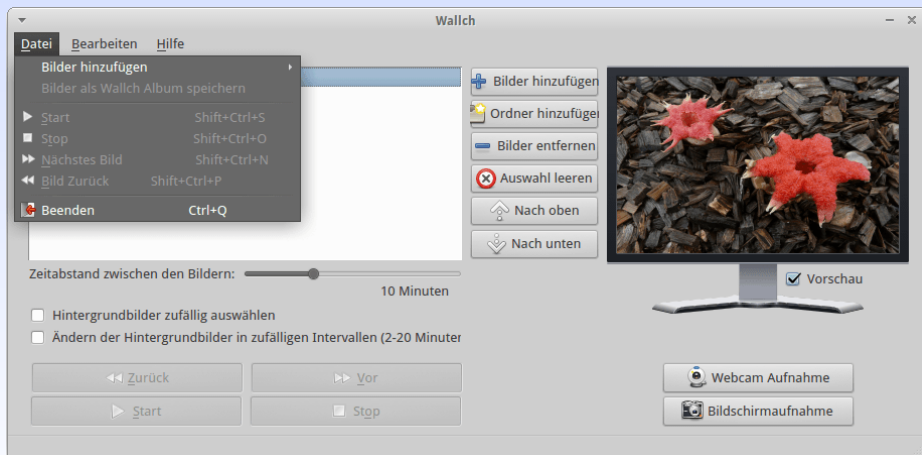 Wallch
Datei Bearbeiten Hilfe
Bilder hinzufügen
Bilder als Wallch Album speichern
Start Shift+Ctrl+S
Stop Shift+Ctrl+O
Nächstes Bild Shift+Ctrl+N
Bild Zurück Shift+Ctrl+P
Beenden Ctrl+Q
Bilder hinzufügen
Ordner hinzufüge
Bilder entfernen
Auswahl leeren
Nach oben
Nach unten
Vorschau
Zeitabstand zwischen den Bildern:
10 Minuten
Hintergrundbilder zufällig auswählen
Ändern der Hintergrundbilder in zufälligen Intervallen (2-20 Minuter
Zurück Vor
Start Stop
Webcam Aufnahme
Bildschirmaufnahme